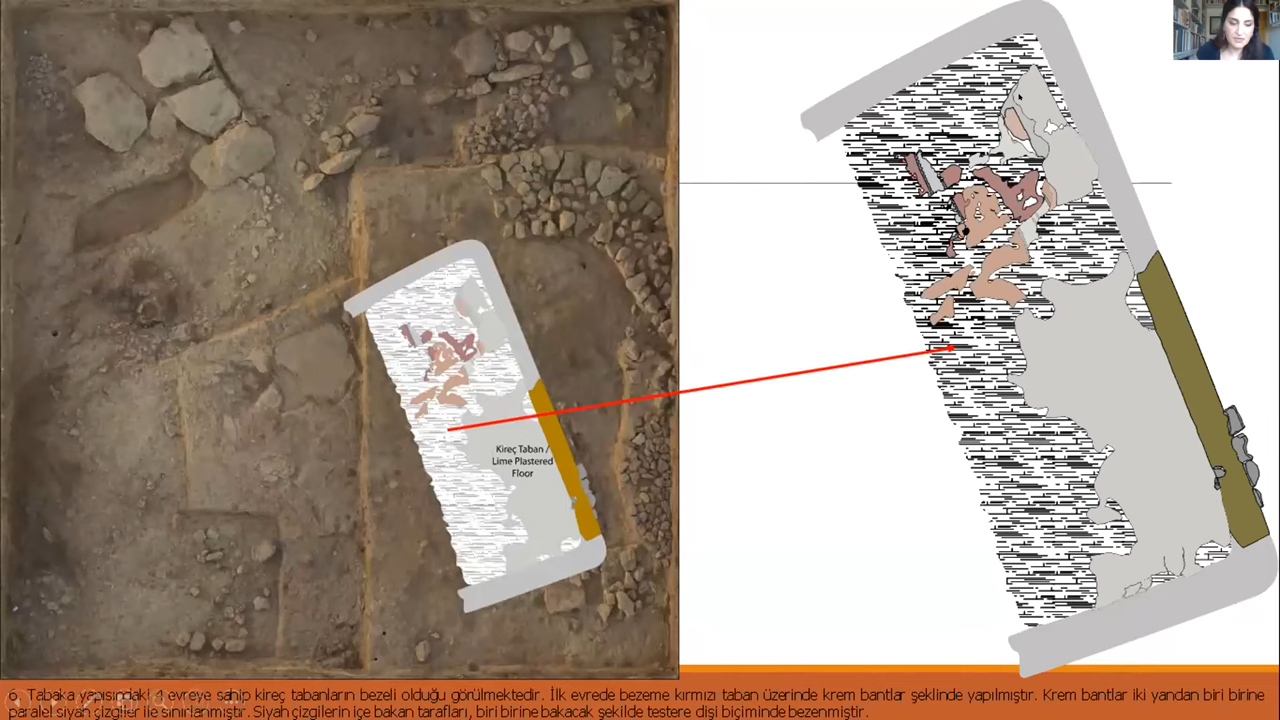 Kireç Taban /
Lime Plastered
Floor
6. Tabaka yapısındaki 4 evreye sahip kireç tabanların bezeli olduğu görülmektedir. İlk evrede bezeme kırmızı taban üzerinde krem bantlar şeklinde yapılmıştır. Krem bantlar iki yandan biri birine
paralel siyah çizgiler ile sınırlanmıştır. Siyah çizgilerin içe bakan tarafları, biri birine bakacak şekilde testere dişi biçiminde bezenmiştir.